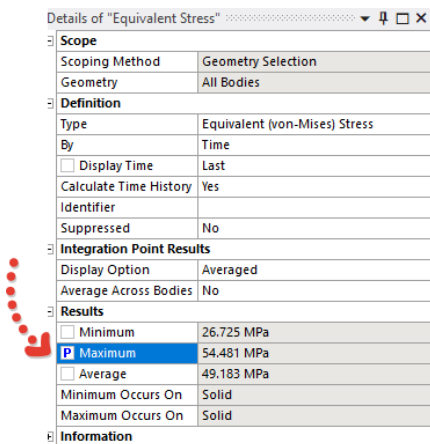 Details of "Equivalent Stress"
Scope
Scoping Method Geometry Selection
Geometry All Bodies
Definition
Type Equivalent (von-Mises) Stress
By Time
Display Time Last
Calculate Time History Yes
Identifier
Suppressed No
Integration Point Results
Display Option Averaged
Average Across Bodies No
Results
Minimum 26.725 MPa
P Maximum 54.481 MPa
Average 49.183 MPa
Minimum Occurs On Solid
Maximum Occurs On Solid
Information